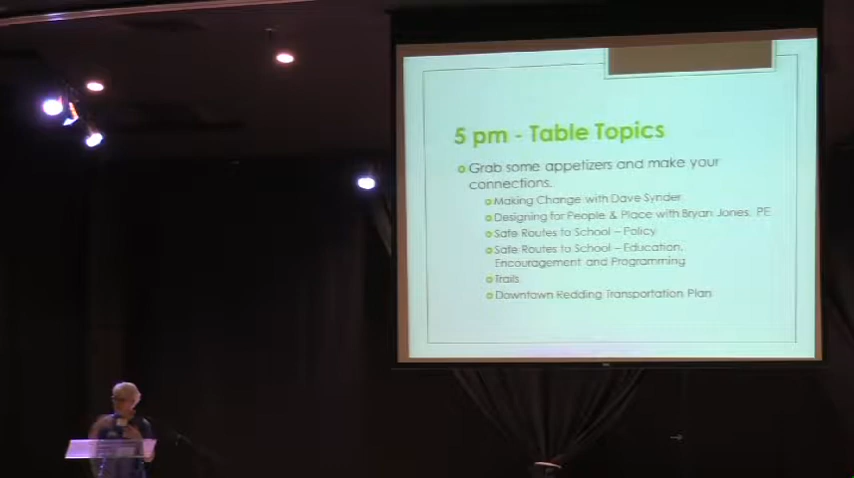 5 pm - Table Topics
Grab some appetizers and make your
connections.
Making Change with Dave Synder
Designing for People & Place with Bryan Jones, PE
Safe Routes to School – Policy
Safe Routes to School – Education,
Encouragement and Programming
Trails
Downtown Redding Transportation Plan